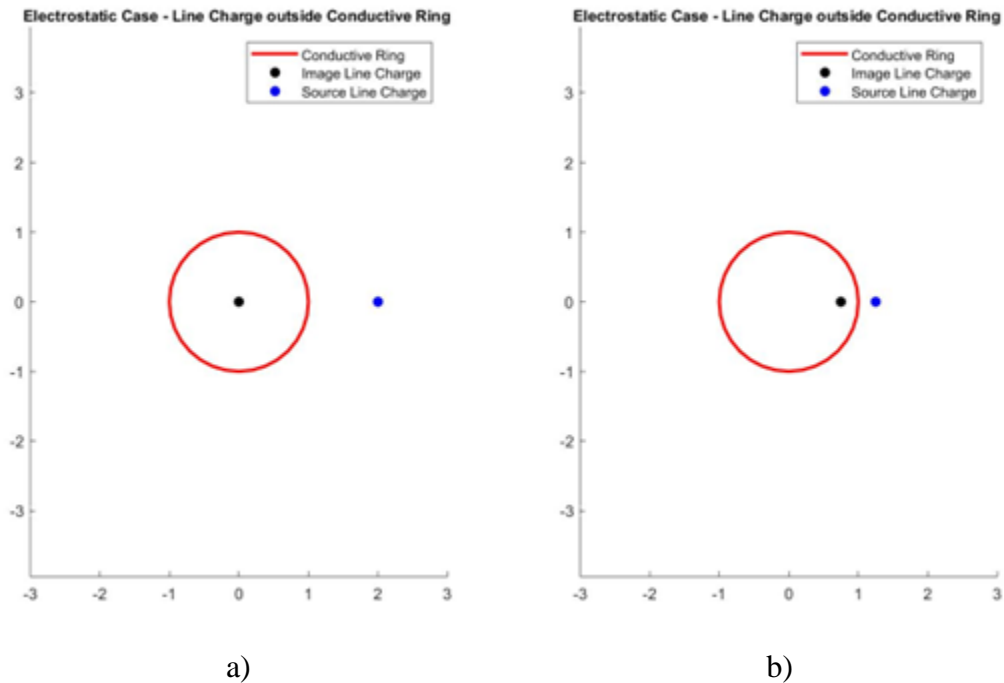 Electrostatic Case - Line Charge outside Conductive Ring
Conductive Ring
Image Line Charge
Source Line Charge
3
2
1
0
-1
-2
-3
-3 -2 -1 0 1 2 3
a)
Electrostatic Case - Line Charge outside Conductive Ring
Conductive Ring
Image Line Charge
Source Line Charge
3
2
1
0
-1
-2
-3
-3 -2 -1 0 1 2 3
b)